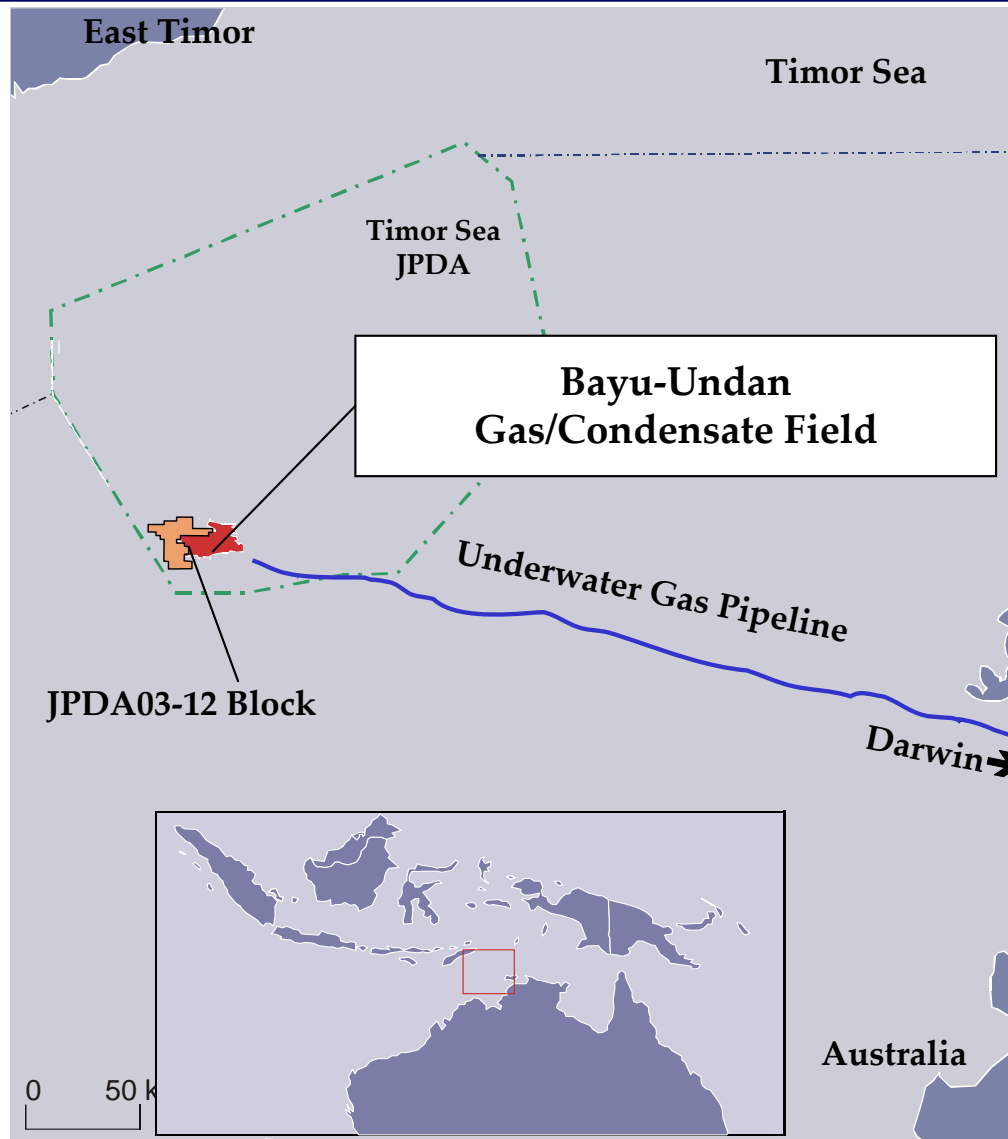 East Timor
Timor Sea
Timor Sea
JPDA
Bayu-Undan
Gas/Condensate Field
Underwater Gas Pipeline
JPDA03-12 Block
Darwin
Australia
0 50 k